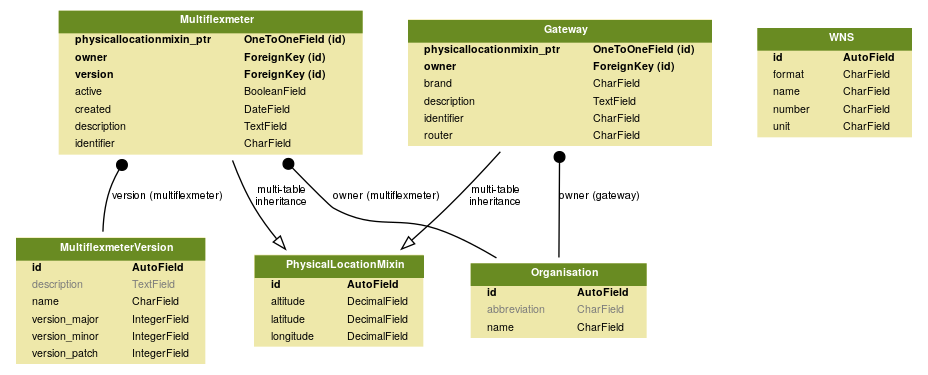 Multiflexmeter
physicallocationmixin_ptr OneToOneField (id)
owner ForeignKey (id)
version ForeignKey (id)
active BooleanField
created DateField
description TextField
identifier CharField
Gateway
physicallocationmixin_ptr OneToOneField (id)
owner ForeignKey (id)
brand CharField
description TextField
identifier CharField
router CharField
WNS
id AutoField
format CharField
name CharField
number CharField
unit CharField
version (multiflexmeter)
multi-table
inheritance
owner (multiflexmeter)
multi-table
inheritance
owner (gateway)
MultiflexmeterVersion
id AutoField
description TextField
name CharField
version_major IntegerField
version_minor IntegerField
version_patch IntegerField
PhysicalLocationMixin
id AutoField
altitude DecimalField
latitude DecimalField
longitude DecimalField
Organisation
id AutoField
abbreviation CharField
name CharField